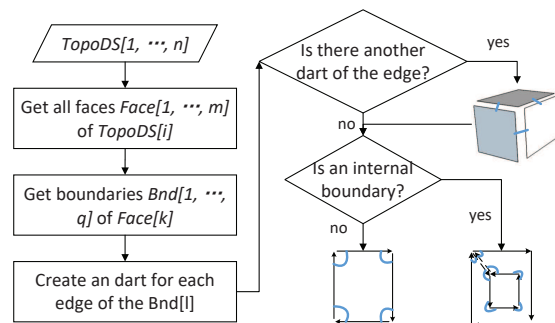 TopoDS[1, ⋯, n]
Get all faces Face[1, ⋯, m]
of TopoDS[i]
Get boundaries Bnd[1, ⋯,
q] of Face[k]
Create an dart for each
edge of the Bnd[l]
Is there another
dart of the edge?
yes
no
Is an internal
boundary?
no
yes